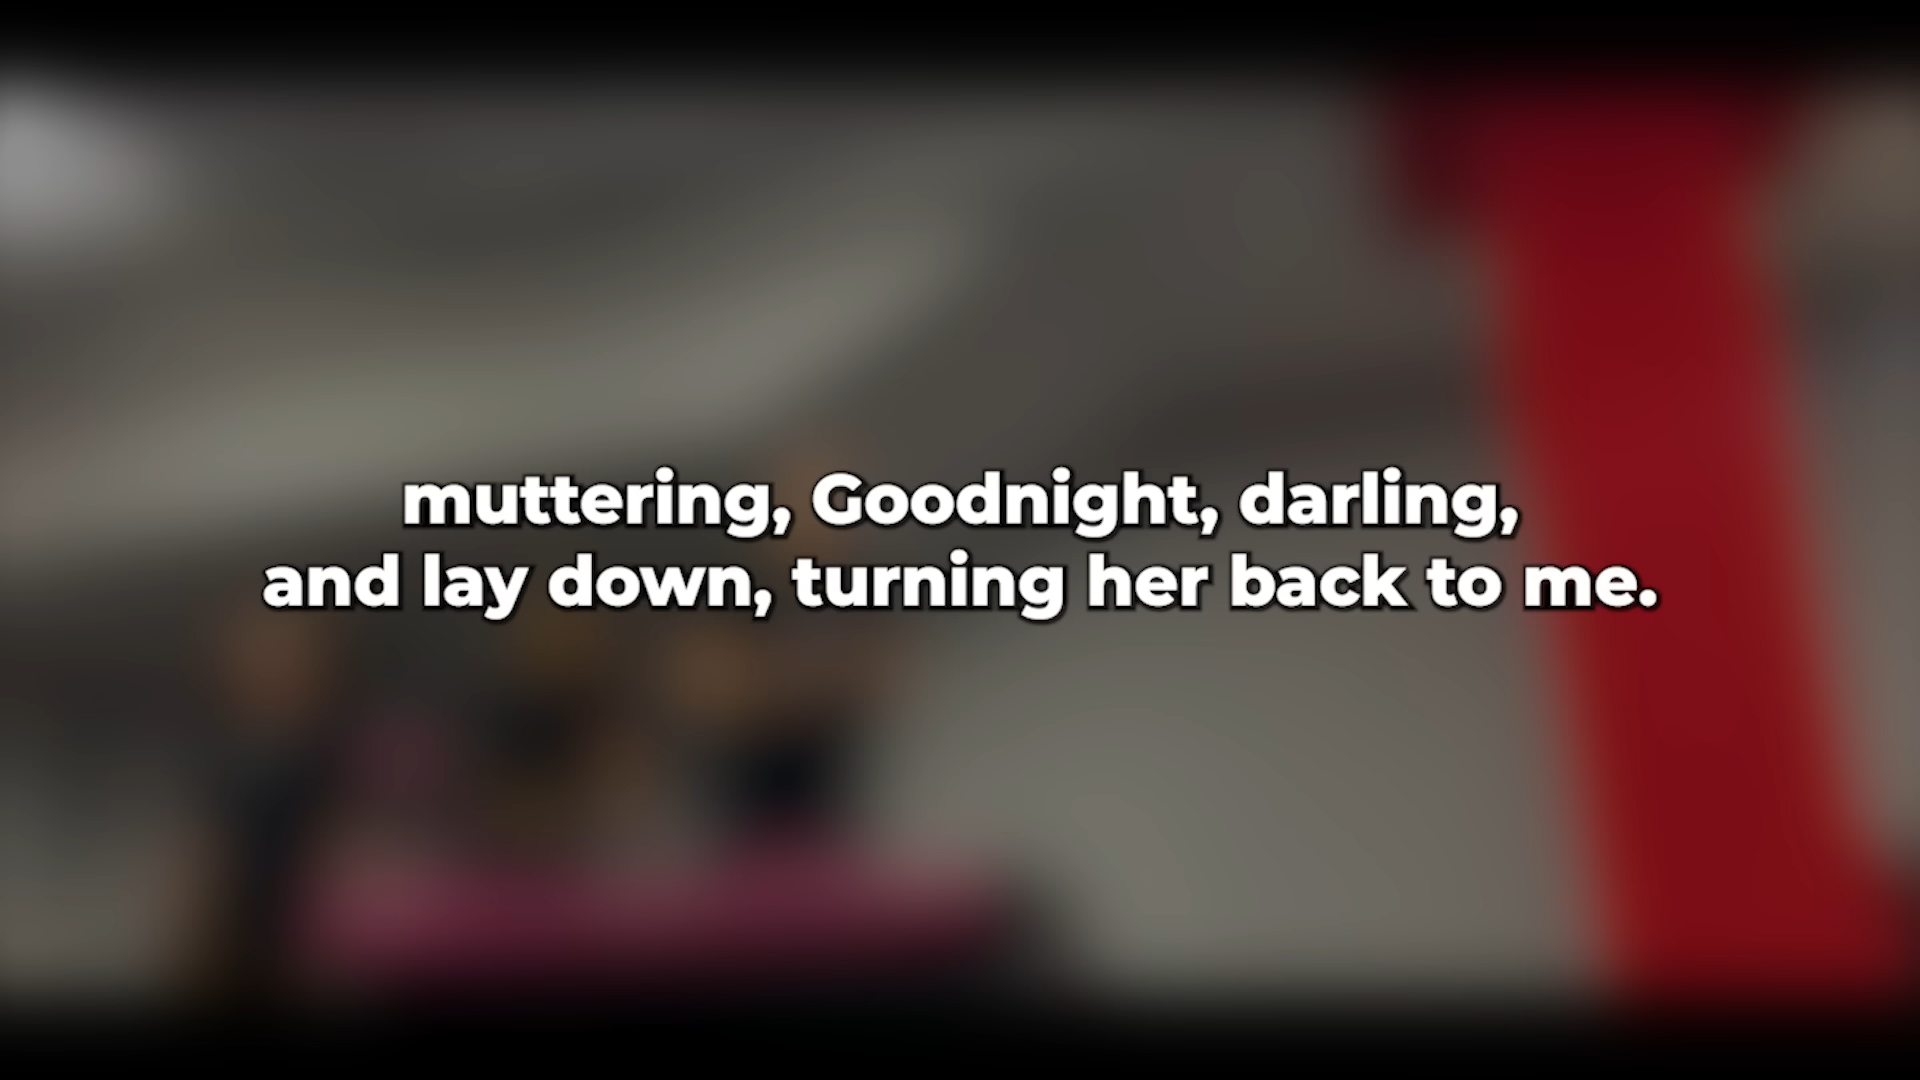 muttering, Goodnight, darling,
and lay down, turning her back to me.